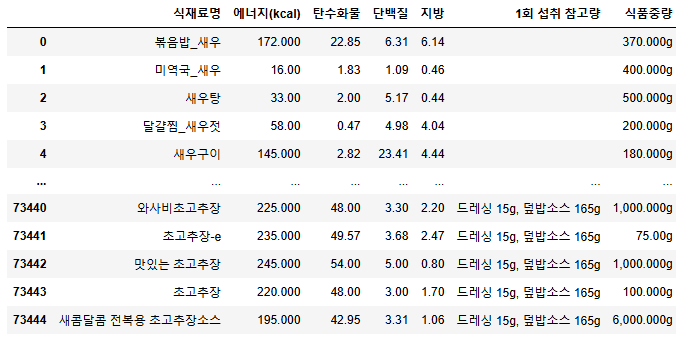 식재료명 에너지(kcal) 탄수화물 단백질 지방 1회 섭취 참고량 식품중량
0 볶음밥_새우 172.000 22.85 6.31 6.14 370.000g
1 미역국_새우 16.00 1.83 1.09 0.46 400.000g
2 새우탕 33.00 2.00 5.17 0.44 500.000g
3 달걀찜_새우젓 58.00 0.47 4.98 4.04 200.000g
4 새우구이 145.000 2.82 23.41 4.44 180.000g
... ... ... ... ... ... ... ...
73440 와사비초고추장 225.000 48.00 3.30 2.20 드레싱 15g, 덮밥소스 165g 1,000.000g
73441 초고추장-e 235.000 49.57 3.68 2.47 드레싱 15g, 덮밥소스 165g 75.00g
73442 맛있는 초고추장 245.000 54.00 5.00 0.80 드레싱 15g, 덮밥소스 165g 1,000.000g
73443 초고추장 220.000 48.00 3.00 1.70 드레싱 15g, 덮밥소스 165g 100.000g
73444 새콤달콤 전복용 초고추장소스 195.000 42.95 3.31 1.06 드레싱 15g, 덮밥소스 165g 6,000.000g